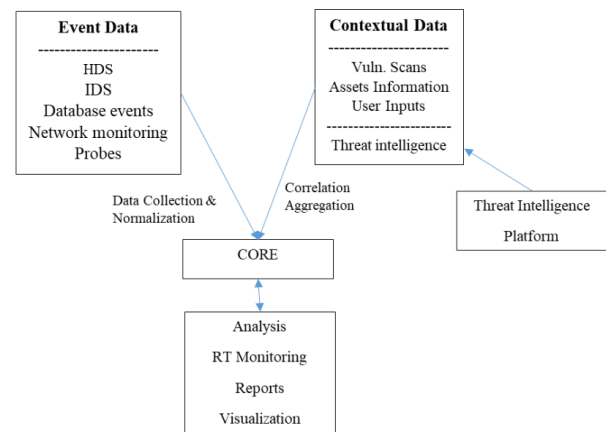 Event Data
----------------------
HDS
IDS
Database events
Network monitoring
Probes
Contextual Data
----------------------
Vuln. Scans
Assets Information
User Inputs
-----------------------
Threat intelligence
Data Collection &
Normalization
Correlation
Aggregation
Threat Intelligence
Platform
CORE
Analysis
RT Monitoring
Reports
Visualization